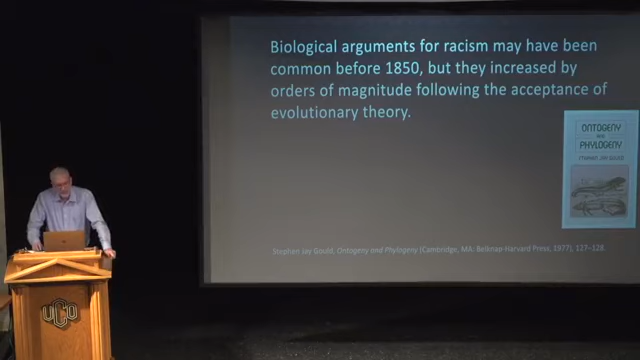 Biological arguments for racism may have been
common before 1850, but they increased by
orders of magnitude following the acceptance of
evolutionary theory.
ONTOGENY
AND
PHYLOGENY
STEPHEN JAY GOULD
Stephen Jay Gould, Ontogeny and Phylogeny (Cambridge, MA: Belknap-Harvard Press, 1977), 127–128
UCO